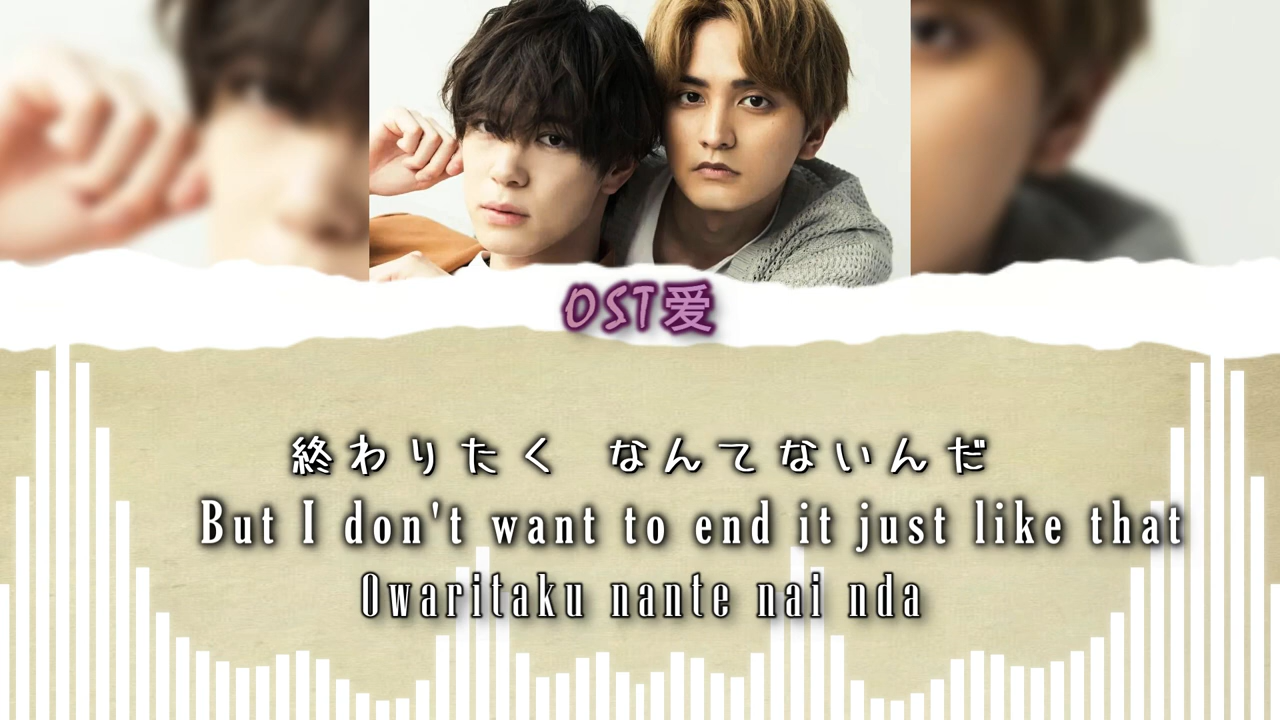 OST爱
終わりたく なんてないんだ
But I don't want to end it just like that
Owaritaku nante nai nda